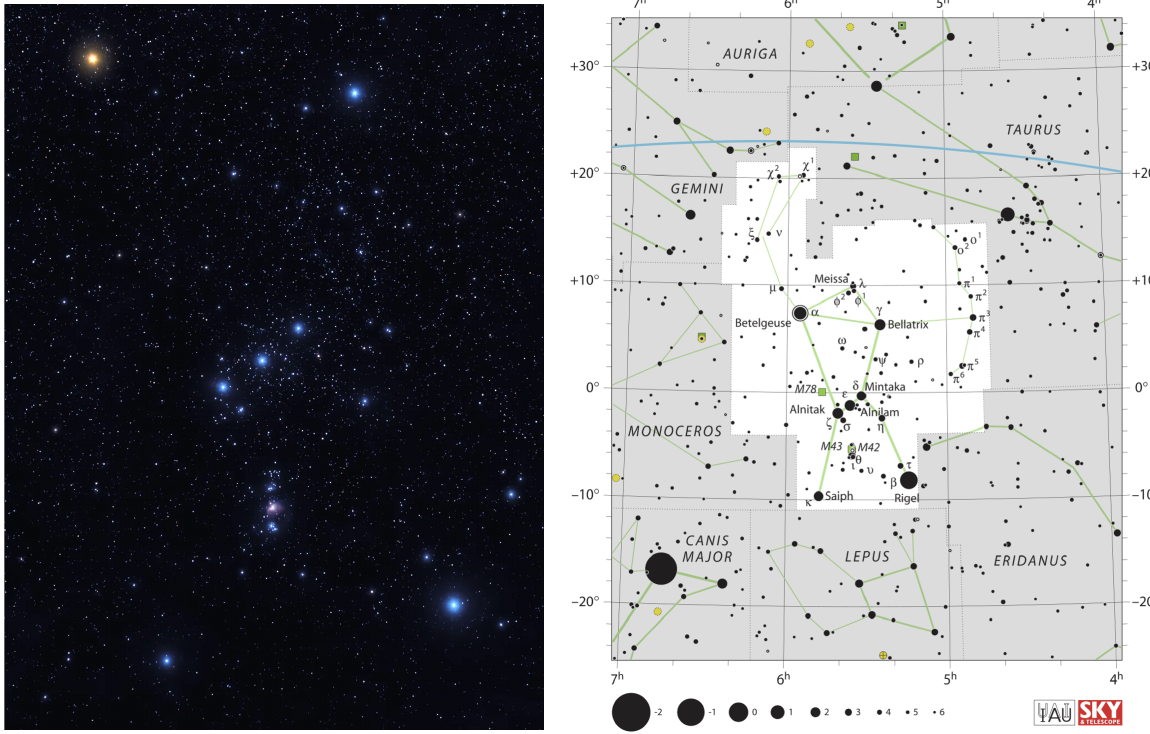 7h 6h 5h 4h
+30° +30
AURIGA
TAURUS
+20° +20
χ² χ¹
GEMINI
ξ ν
ο¹
ο²
+10° +10
Meissa λ
μ
π¹
ϕ² ϕ¹
π²
α γ
π³
Betelgeuse Bellatrix
π⁴
ω
ψ ρ
π⁵
π⁶
0° 0°
M78 δ Mintaka
ε
Alnitak Alnilam
ζ σ η
MONOCEROS
M43 M42
θ
ι υ τ
β
−10° −10
κ Saiph Rigel
CANIS
MAJOR
LEPUS
ERIDANUS
−20° −20
7h 6h 5h 4h
-2 -1 0 1 2 3 4 5 6
IAU
SKY
& TELESCOPE